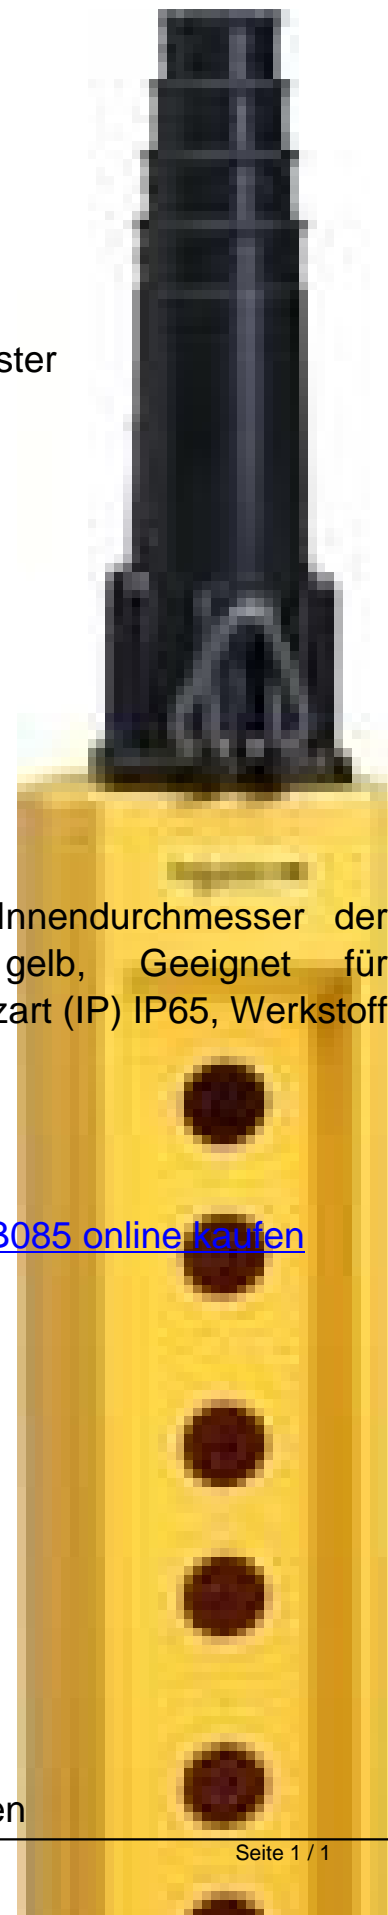 ster
Innendurchmesser der
gelb, Geeignet für
zart (IP) IP65, Werkstoff
3085 online kaufen
en
Seite 1 / 1